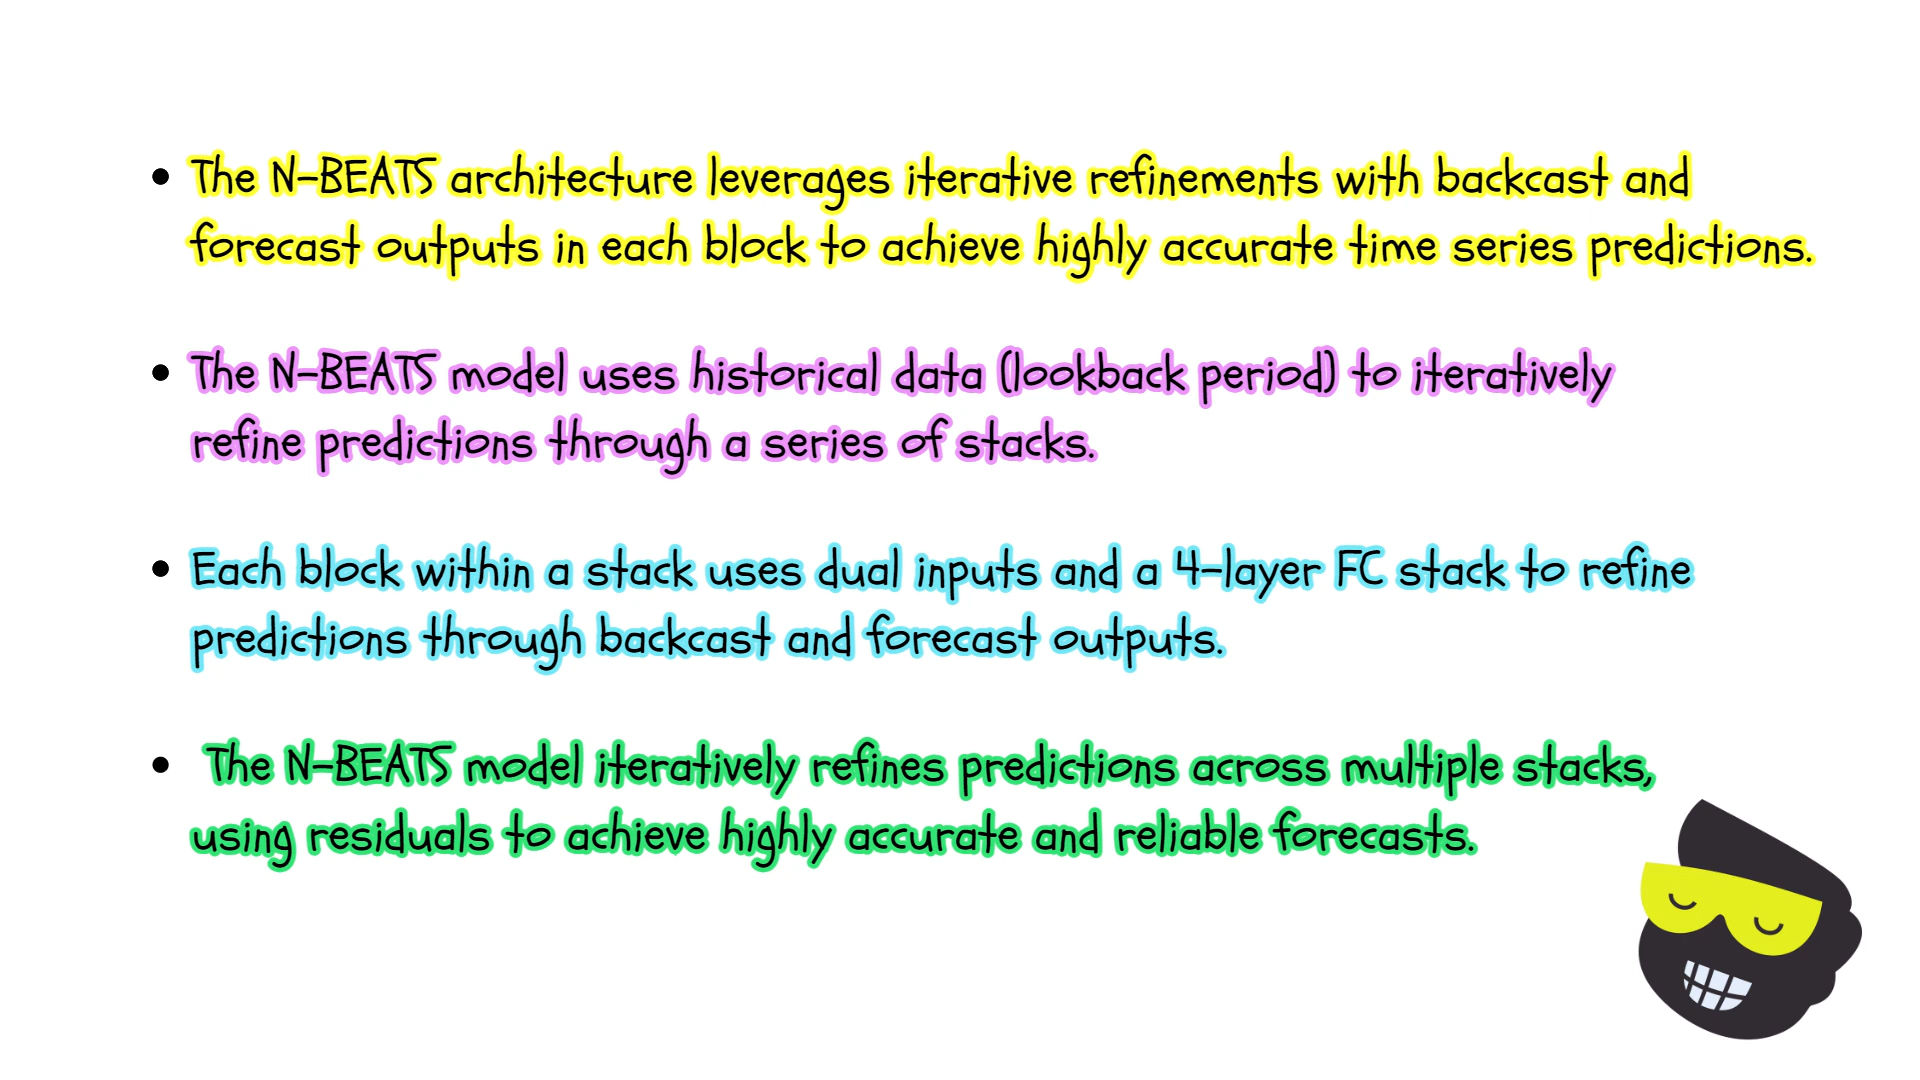 • The N-BEATS architecture leverages iterative refinements with backcast and
forecast outputs in each block to achieve highly accurate time series predictions.
• The N-BEATS model uses historical data (lookback period) to iteratively
refine predictions through a series of stacks.
• Each block within a stack uses dual inputs and a 4-layer FC stack to refine
predictions through backcast and forecast outputs.
• The N-BEATS model iteratively refines predictions across multiple stacks,
using residuals to achieve highly accurate and reliable forecasts.